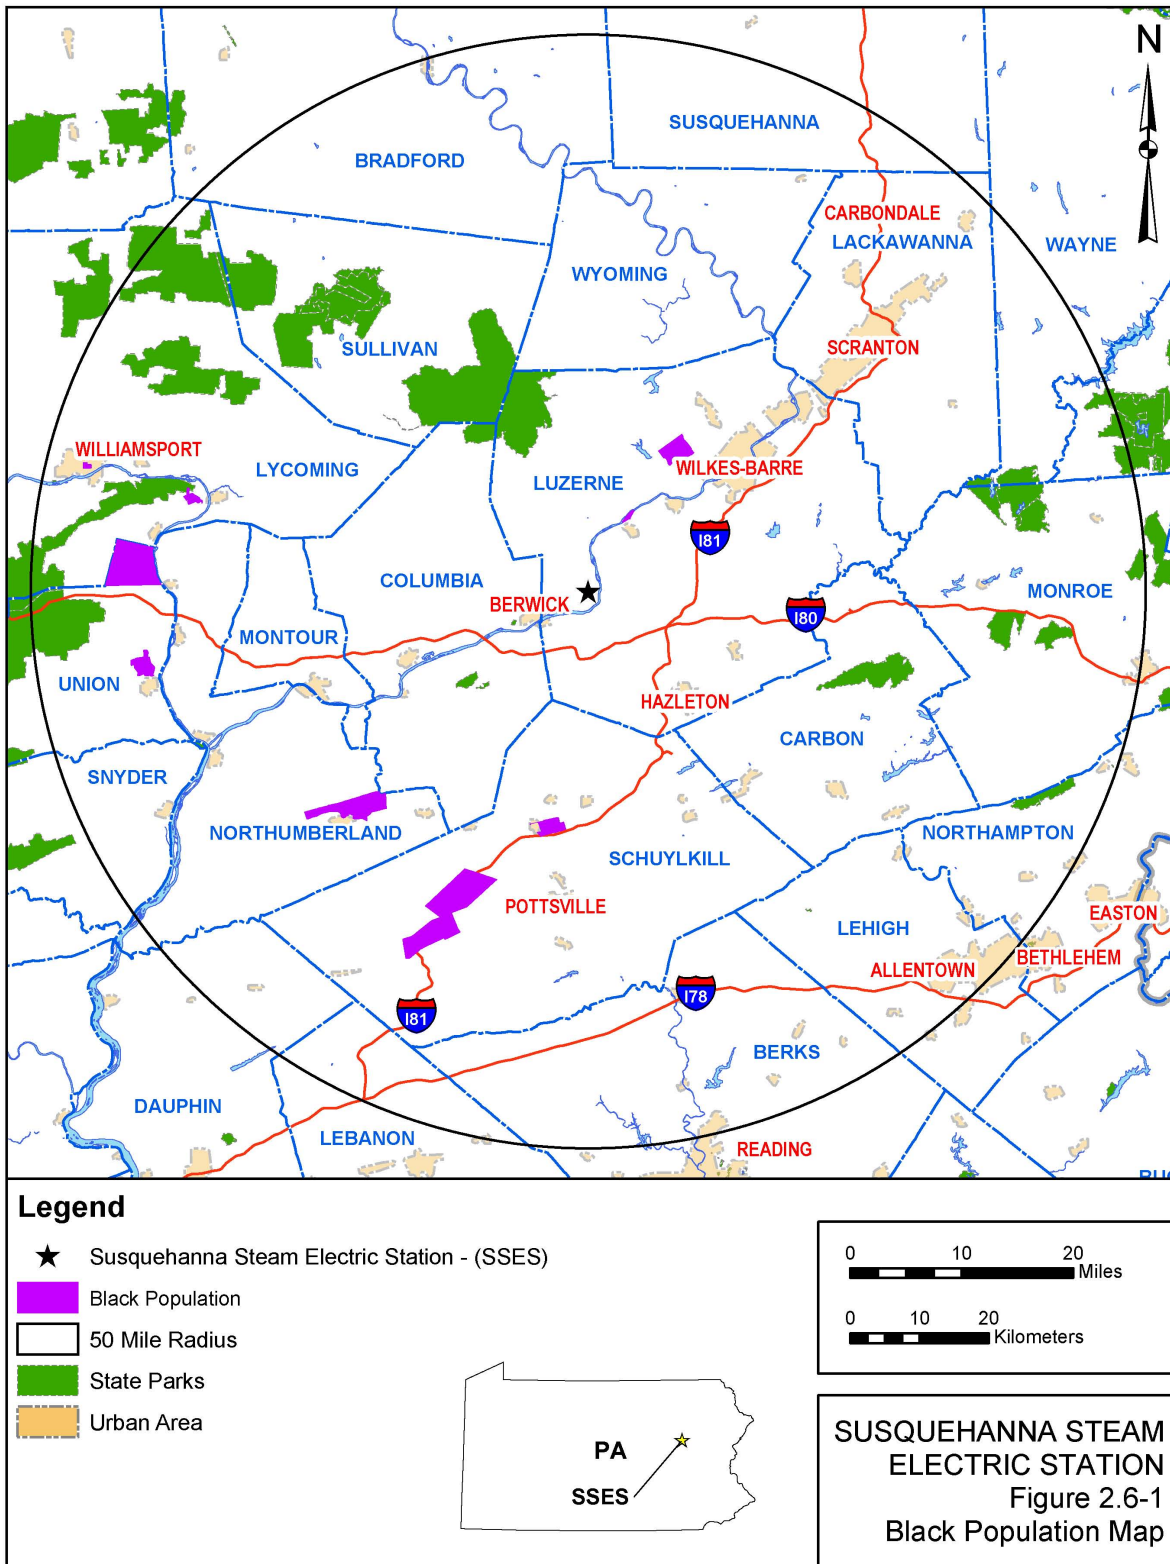 N
SUSQUEHANNA
BRADFORD
CARBONDALE
LACKAWANNA
WAYNE
WYOMING
SCRANTON
SULLIVAN
WILLIAMSPORT
LYCOMING
WILKES-BARRE
LUZERNE
I81
COLUMBIA
BERWICK
MONROE
I80
MONTOUR
UNION
HAZLETON
CARBON
SNYDER
NORTHUMBERLAND
NORTHAMPTON
SCHUYLKILL
POTTSVILLE
EASTON
LEHIGH
BETHLEHEM
ALLENTOWN
I78
I81
BERKS
DAUPHIN
LEBANON
READING
Legend
Susquehanna Steam Electric Station - (SSES)
Black Population
50 Mile Radius
State Parks
Urban Area
PA
SSES
0 10 20
Miles
0 10 20
Kilometers
SUSQUEHANNA STEAM
ELECTRIC STATION
Figure 2.6-1
Black Population Map